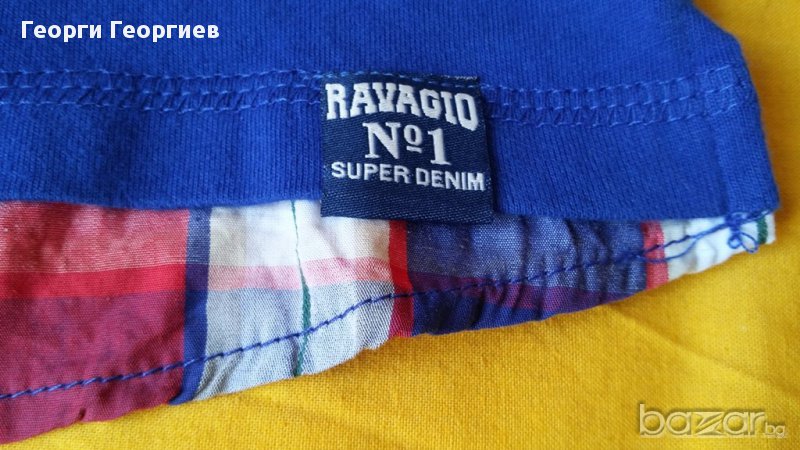 Георги Георгиев
RAVAGIO
Nº1
SUPER DENIM
bazar.bg